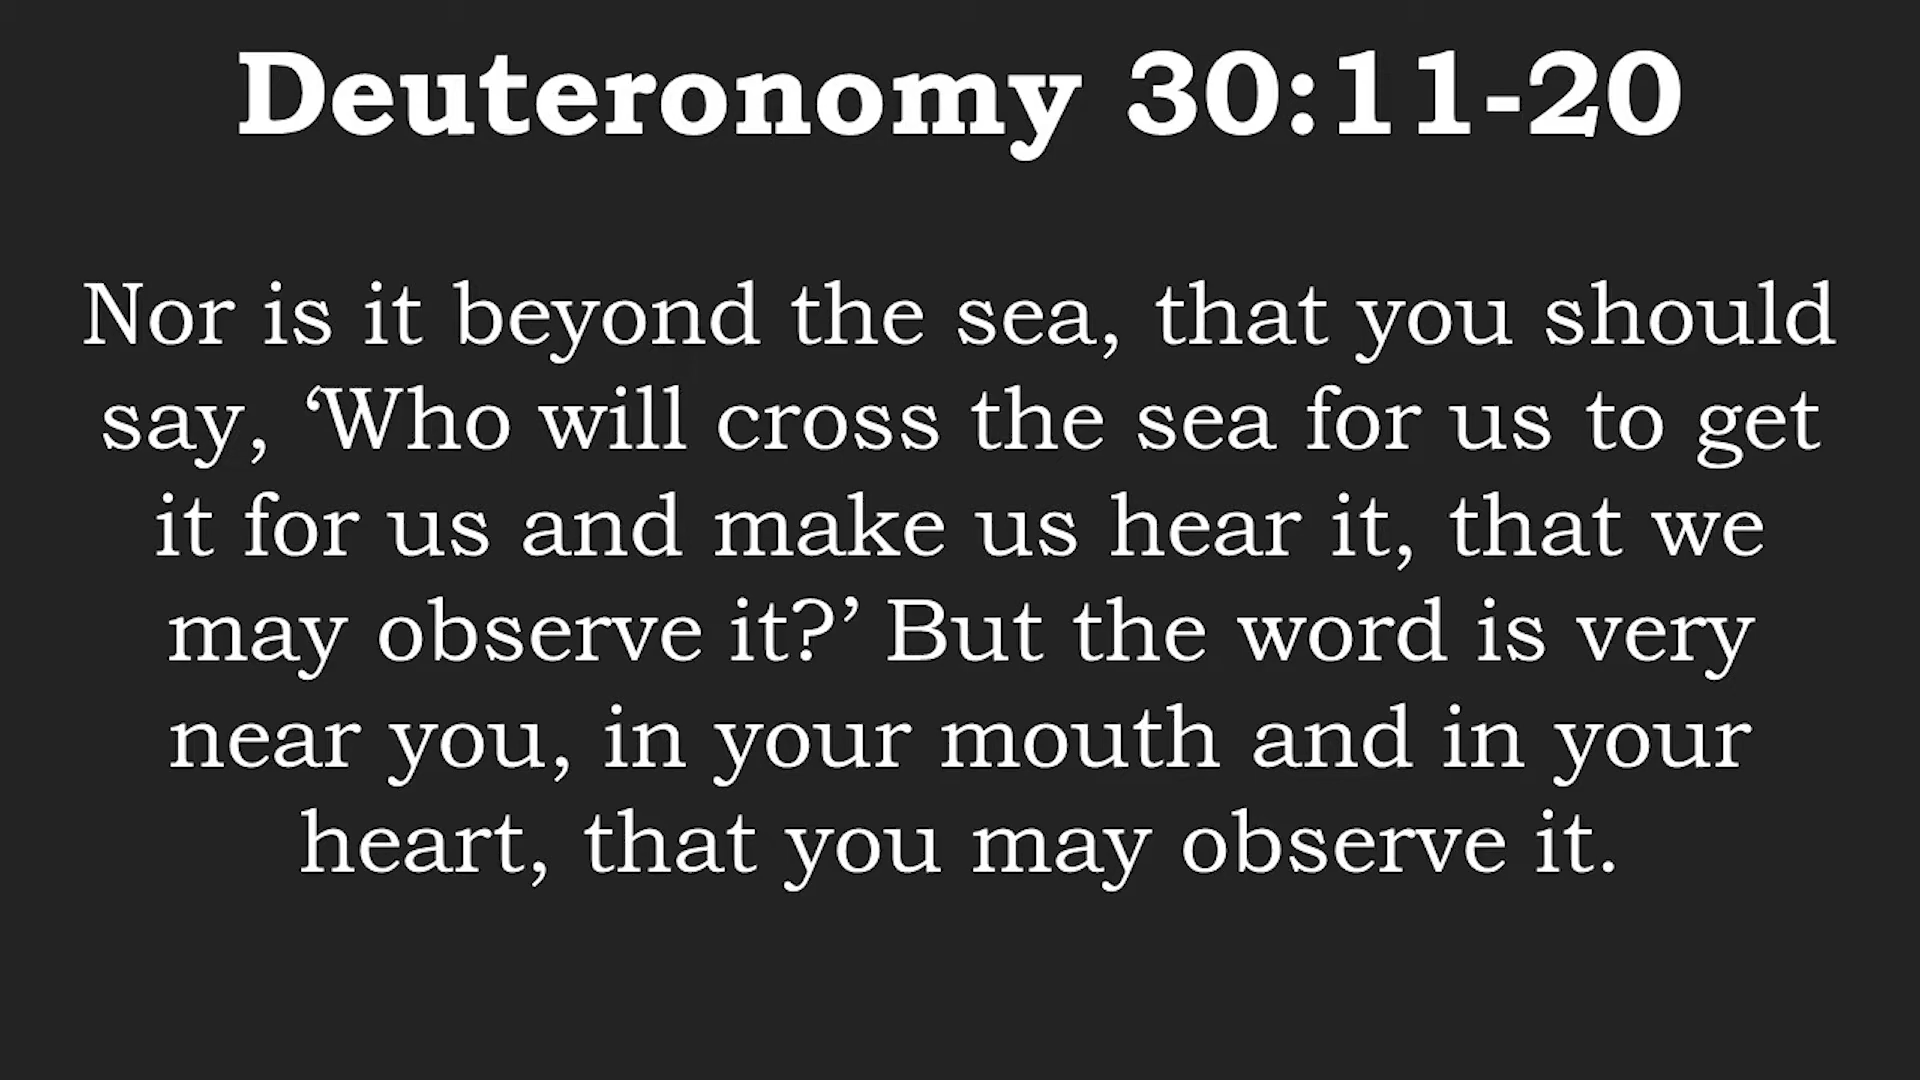 Deuteronomy 30:11-20
Nor is it beyond the sea, that you should
say, ‘Who will cross the sea for us to get
it for us and make us hear it, that we
may observe it?’ But the word is very
near you, in your mouth and in your
heart, that you may observe it.